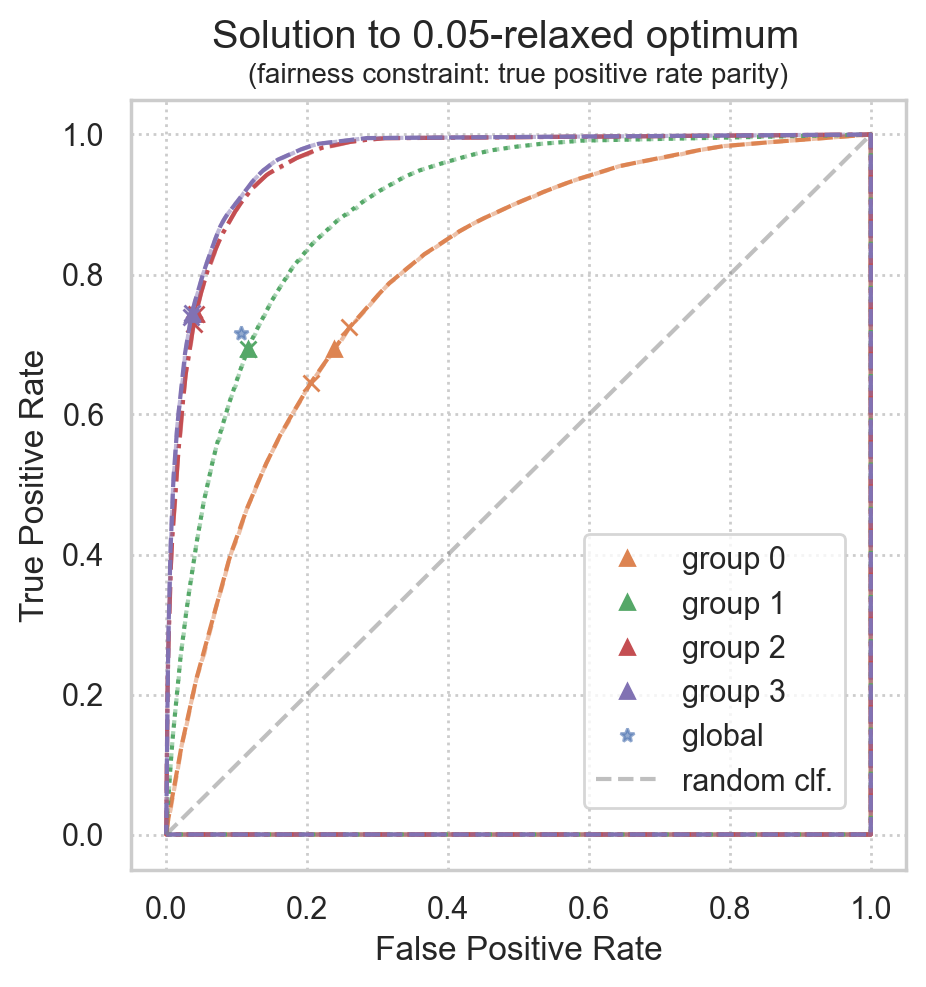 Solution to 0.05-relaxed optimum
(fairness constraint: true positive rate parity)
True Positive Rate
1.0
0.8
0.6
0.4
0.2
0.0
group 0
group 1
group 2
group 3
global
random clf.
0.0 0.2 0.4 0.6 0.8 1.0
False Positive Rate